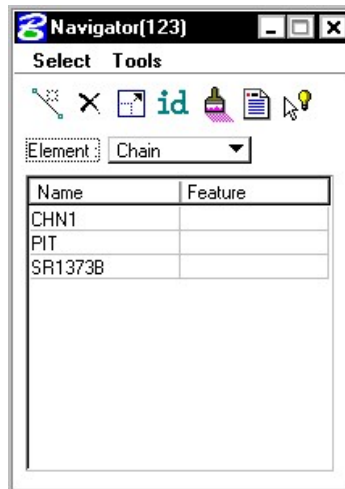 Navigator(123)
Select Tools
id
Element : Chain
Name Feature
CHN1
PIT
SR1373B